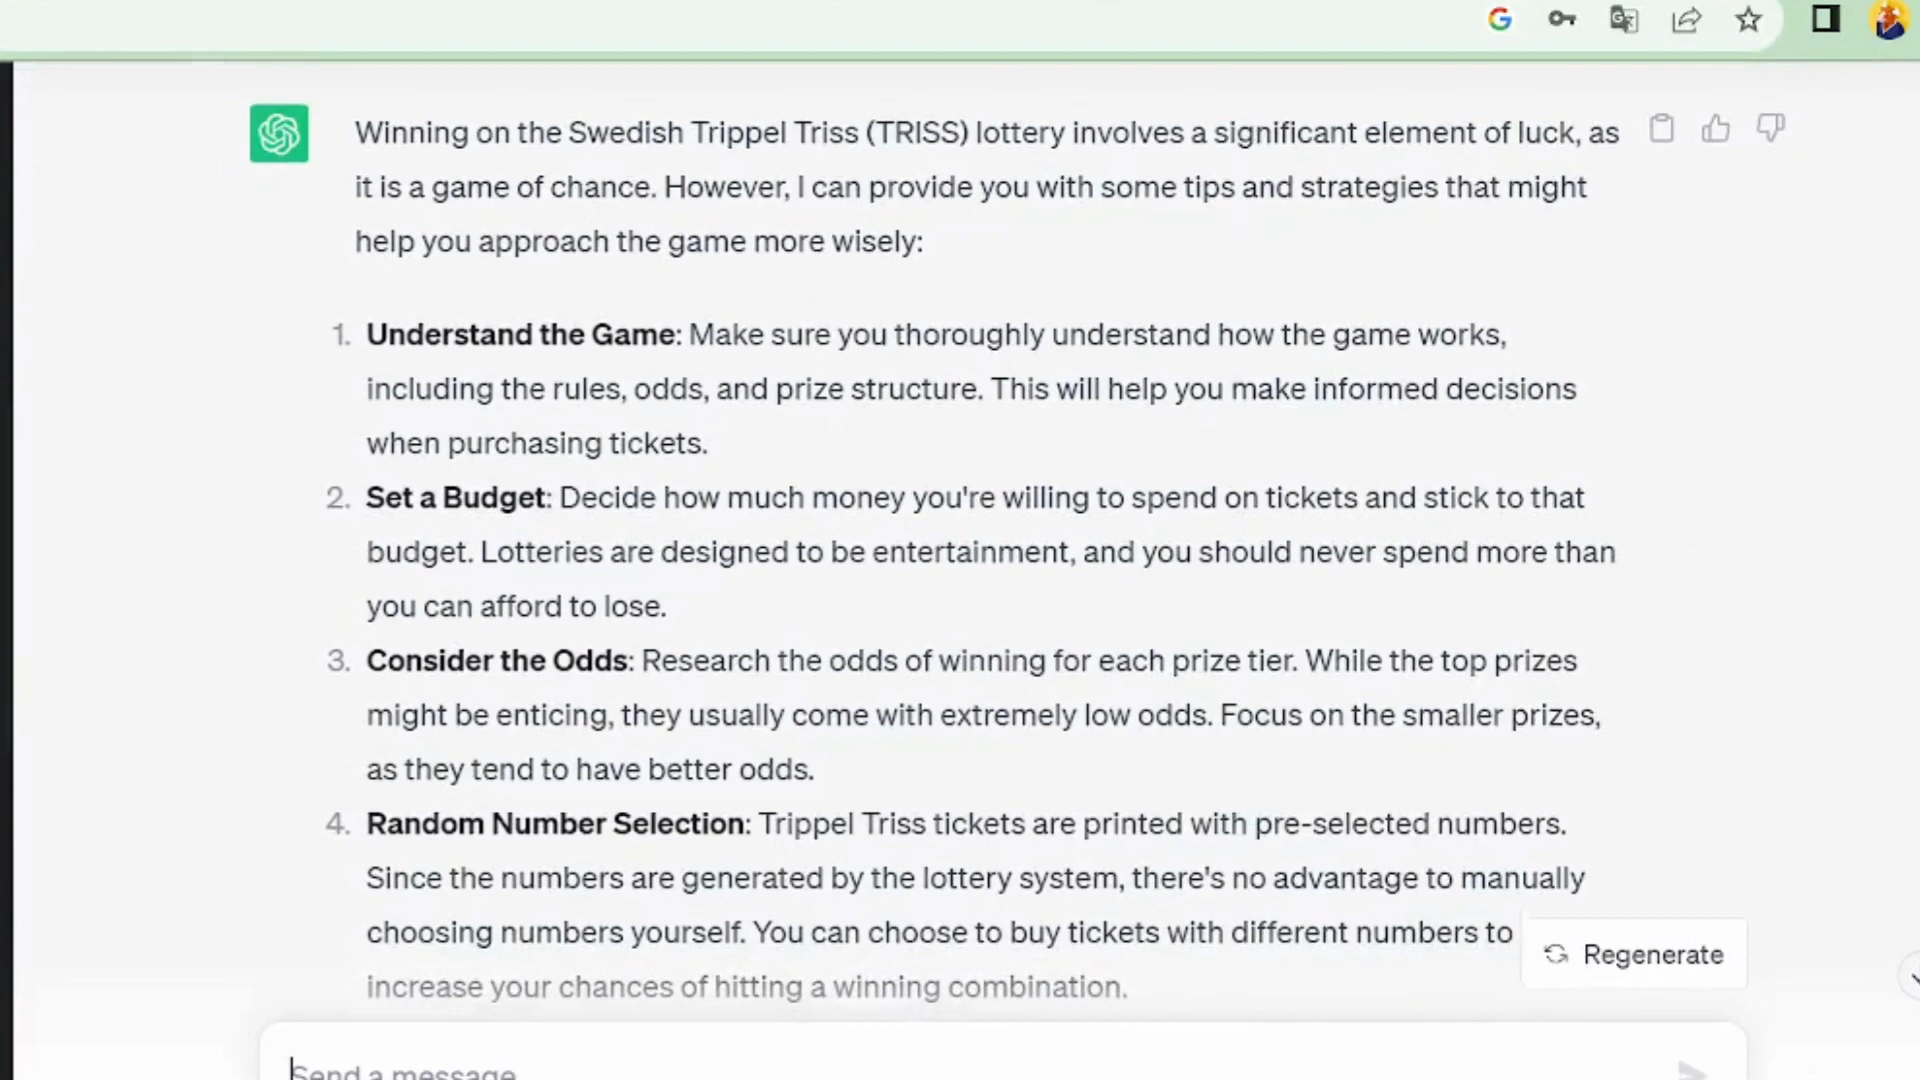 Winning on the Swedish Trippel Triss (TRISS) lottery involves a significant element of luck, as
it is a game of chance. However, I can provide you with some tips and strategies that might
help you approach the game more wisely:
1. Understand the Game: Make sure you thoroughly understand how the game works,
including the rules, odds, and prize structure. This will help you make informed decisions
when purchasing tickets.
2. Set a Budget: Decide how much money you're willing to spend on tickets and stick to that
budget. Lotteries are designed to be entertainment, and you should never spend more than
you can afford to lose.
3. Consider the Odds: Research the odds of winning for each prize tier. While the top prizes
might be enticing, they usually come with extremely low odds. Focus on the smaller prizes,
as they tend to have better odds.
4. Random Number Selection: Trippel Triss tickets are printed with pre-selected numbers.
Since the numbers are generated by the lottery system, there's no advantage to manually
choosing numbers yourself. You can choose to buy tickets with different numbers to
increase your chances of hitting a winning combination.
Regenerate
Send a message